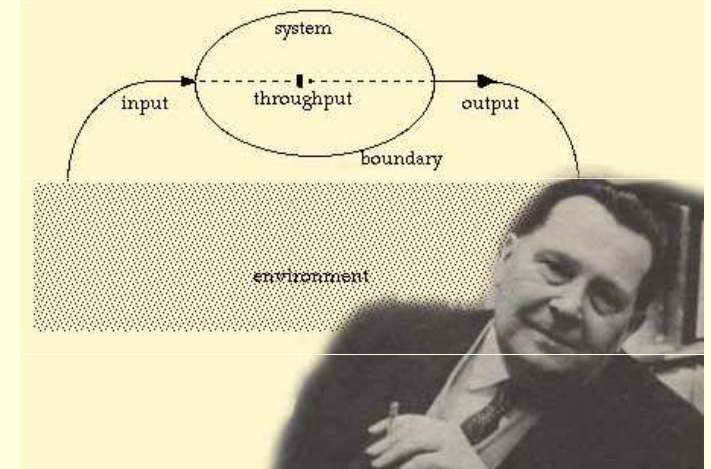 system
input
throughput
output
boundary
environment